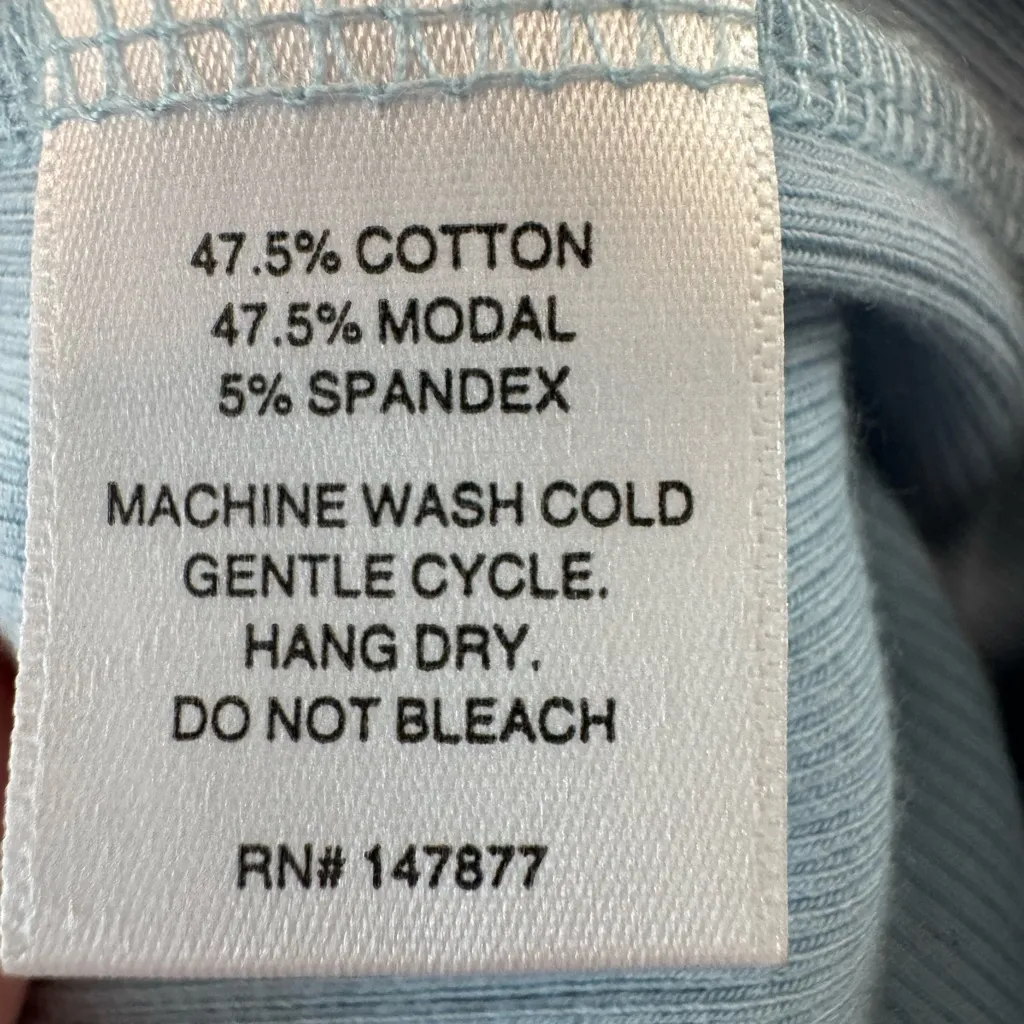 47.5% COTTON
47.5% MODAL
5% SPANDEX
MACHINE WASH COLD
GENTLE CYCLE.
HANG DRY.
DO NOT BLEACH
RN# 147877